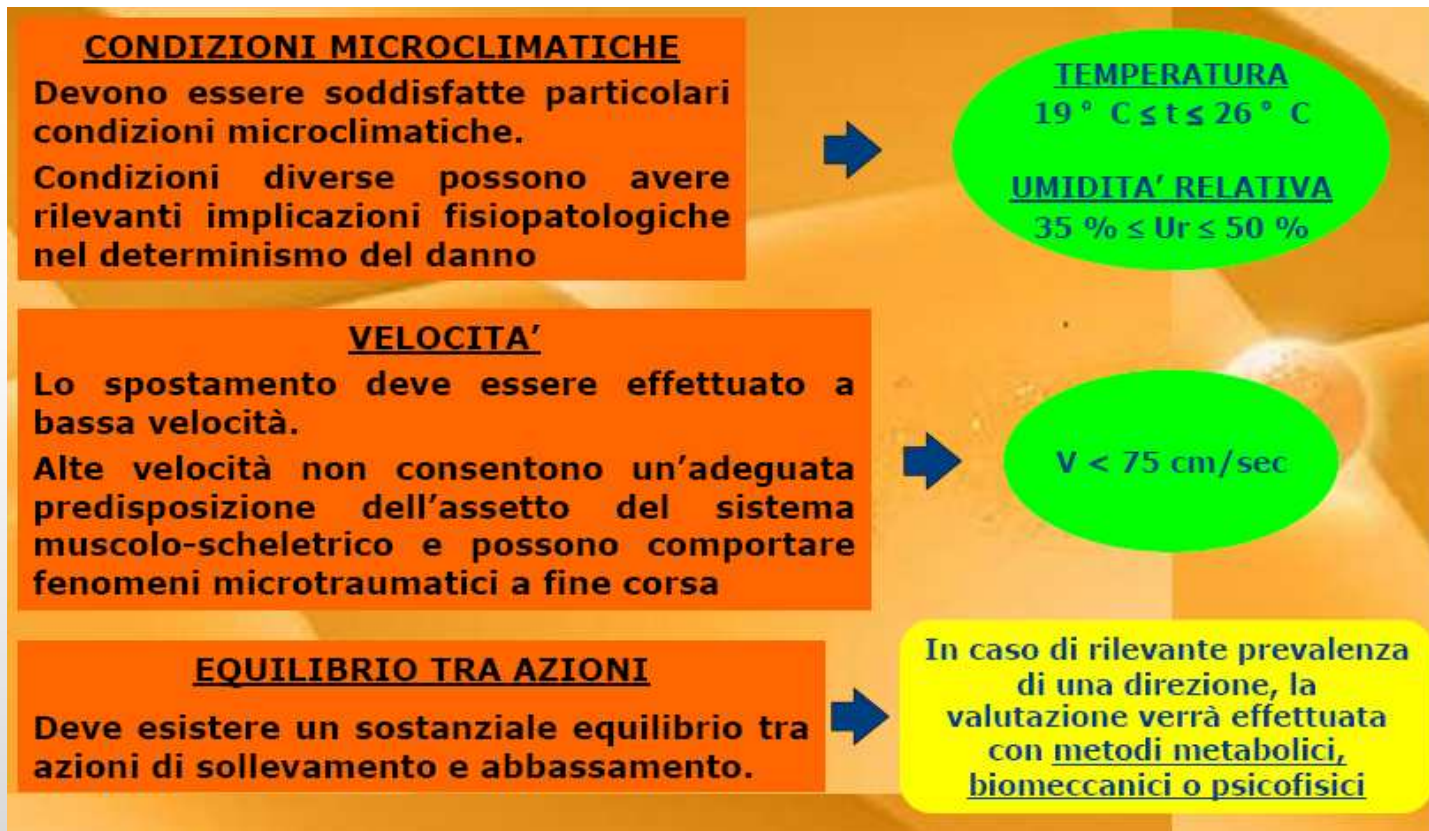 CONDIZIONI MICROCLIMATICHE
Devono essere soddisfatte particolari
condizioni microclimatiche.
Condizioni diverse possono avere
rilevanti implicazioni fisiopatologiche
nel determinismo del danno
TEMPERATURA
19 ° C ≤ t ≤ 26 ° C
UMIDITA’ RELATIVA
35 % ≤ Ur ≤ 50 %
VELOCITA’
Lo spostamento deve essere effettuato a
bassa velocità.
Alte velocità non consentono un’adeguata
predisposizione dell’assetto del sistema
muscolo-scheletrico e possono comportare
fenomeni microtraumatici a fine corsa
V < 75 cm/sec
EQUILIBRIO TRA AZIONI
Deve esistere un sostanziale equilibrio tra
azioni di sollevamento e abbassamento.
In caso di rilevante prevalenza
di una direzione, la
valutazione verrà effettuata
con metodi metabolici,
biomeccanici o psicofisici